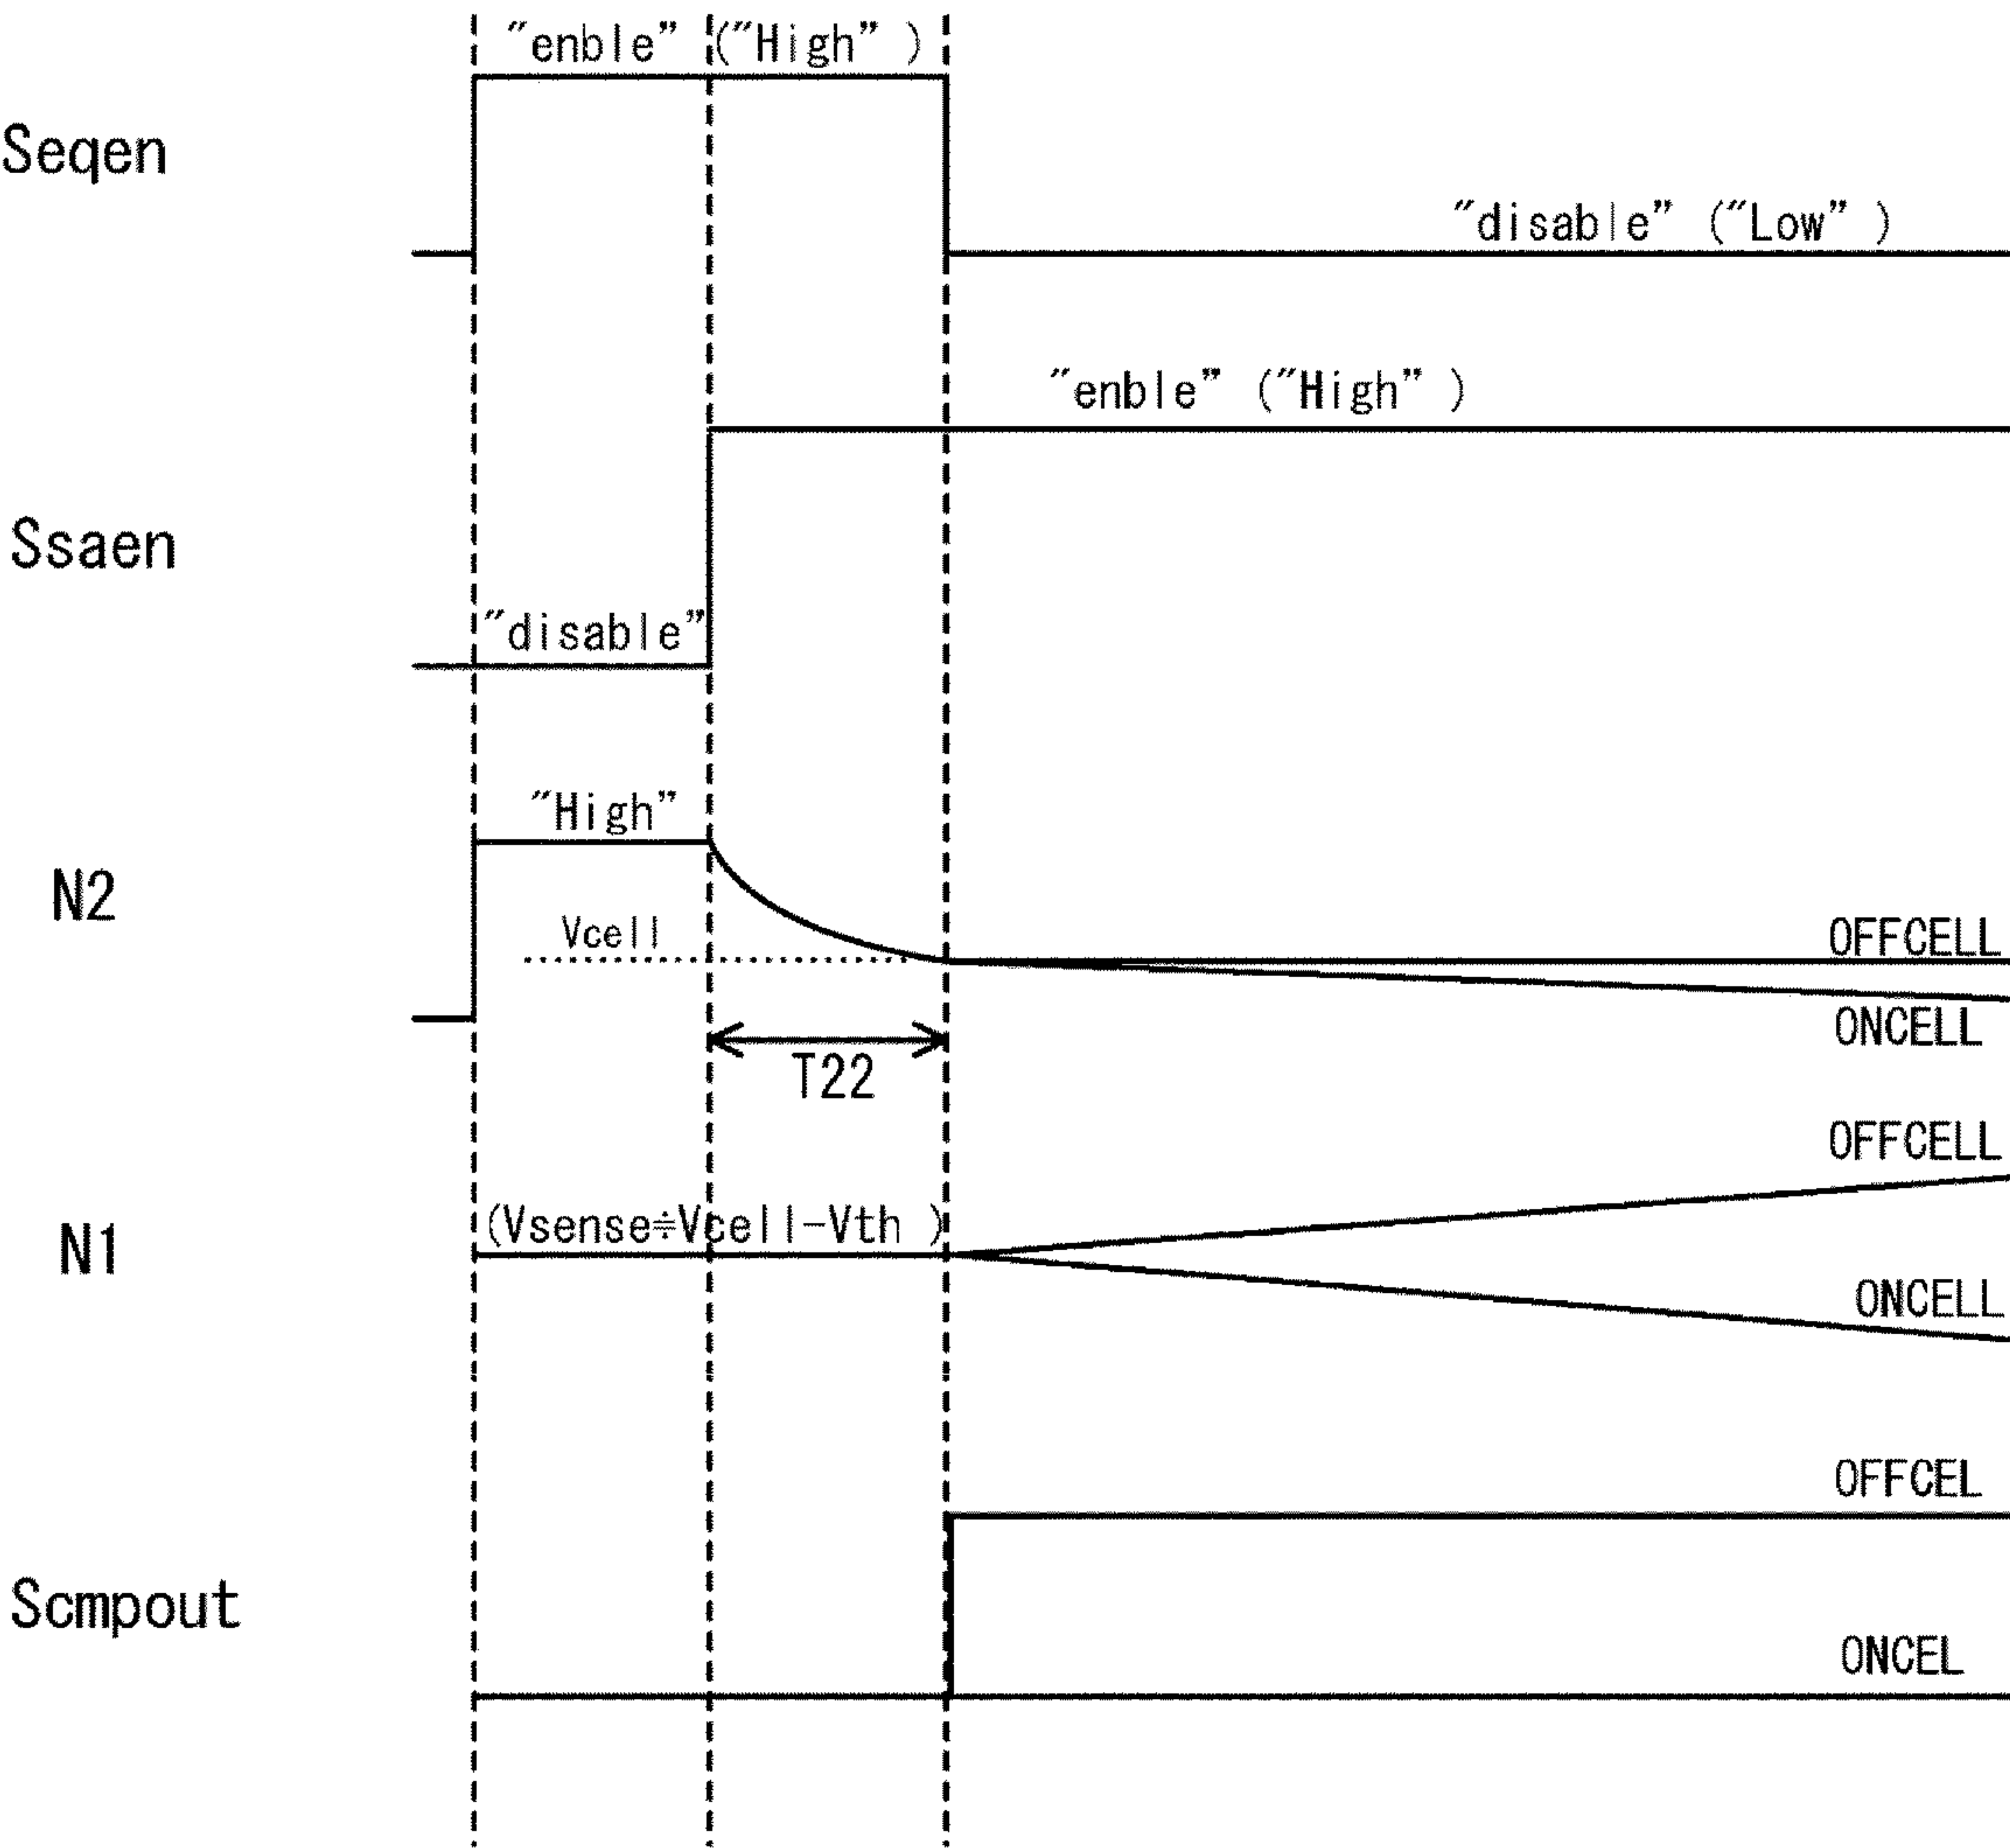 "enble" ("High" )
Seqen
"disable" ("Low" )
"enble" ("High" )
Ssaen
"disable"
"High"
N2
Vcell
OFFCELL
ONCELL
T22
OFFCELL
(Vsense≒Vcell-Vth )
N1
ONCELL
OFFCEL
Scmpout
ONCEL